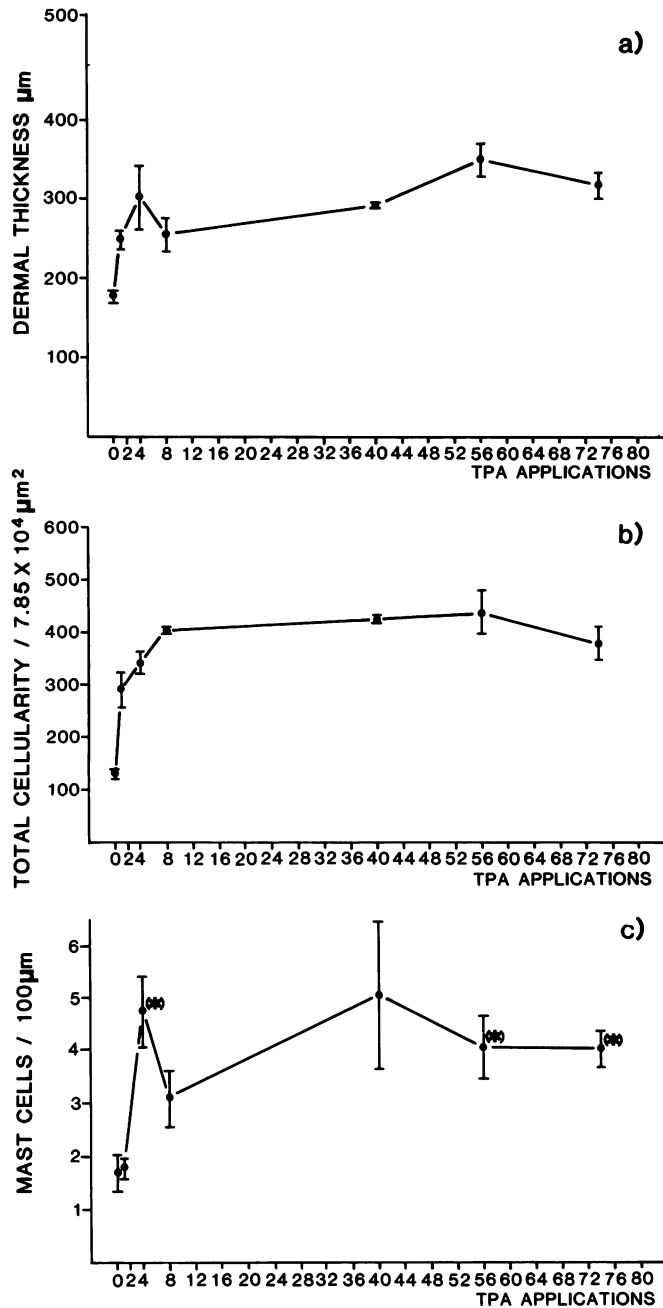 a)
DERMAL THICKNESS µm
500
400
300
200
100
0 2 4 8 12 16 20 24 28 32 36 40 44 48 52 56 60 64 68 72 76 80
TPA APPLICATIONS
b)
TOTAL CELLULARITY / 7.85 X 10⁴ µm²
600
500
400
300
200
100
0 2 4 8 12 16 20 24 28 32 36 40 44 48 52 56 60 64 68 72 76 80
TPA APPLICATIONS
c)
MAST CELLS / 100µm
6
5
4
3
2
1
(*)
(*)
(*)
0 2 4 8 12 16 20 24 28 32 36 40 44 48 52 56 60 64 68 72 76 80
TPA APPLICATIONS